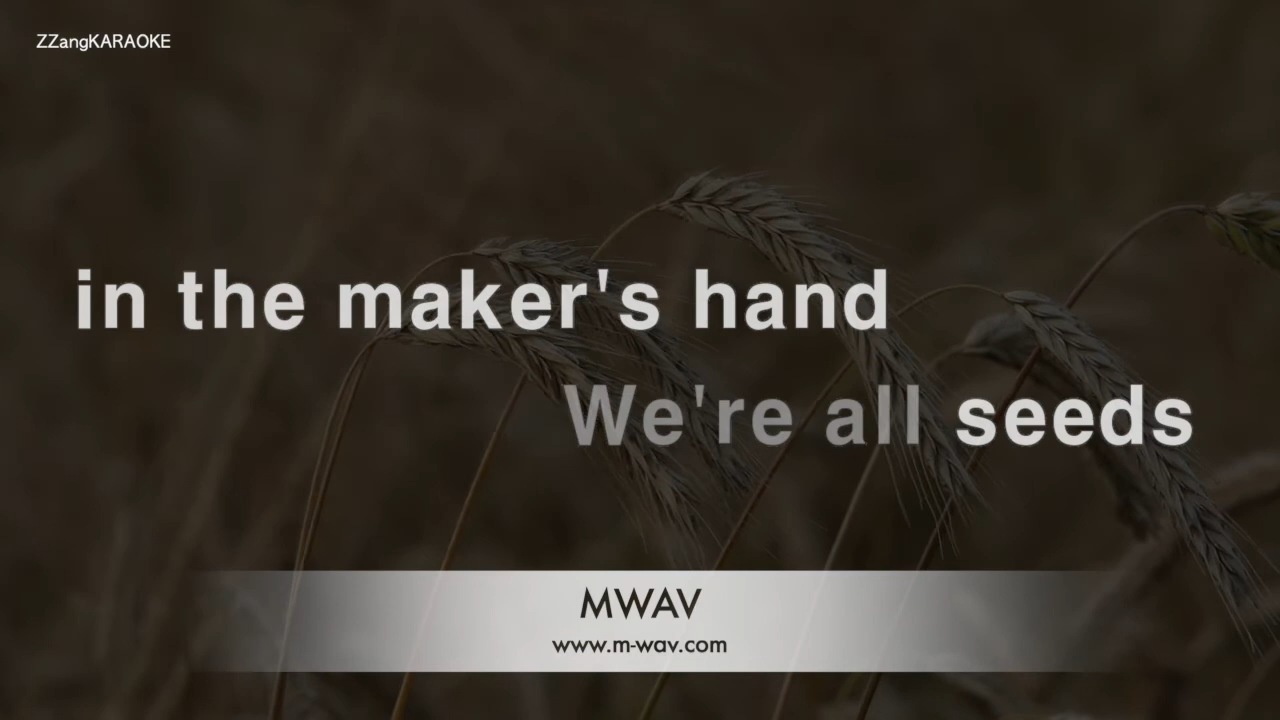 ZZangKARAOKE
in the maker's hand
We're all seeds
MWAV
www.m-wav.com